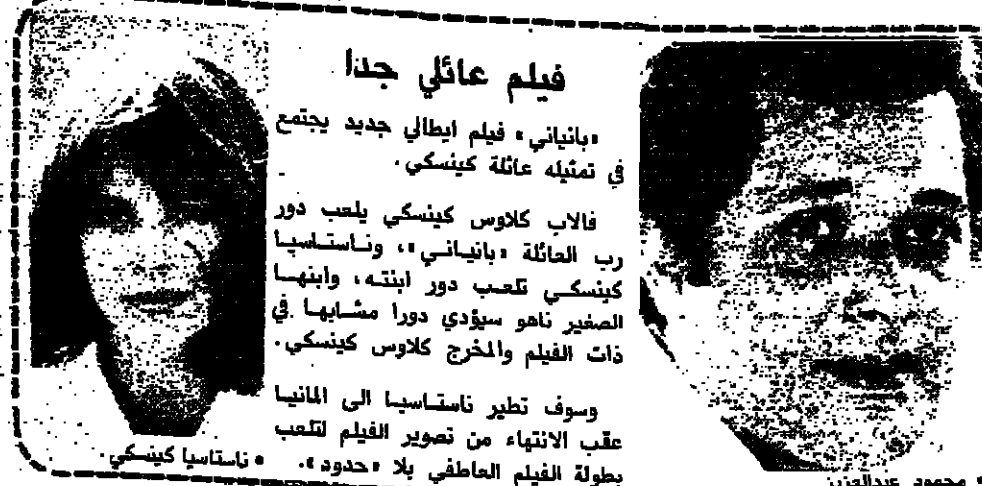 فيلم عائلي جدا
«بانياني» فيلم ايطالي جديد يجتمع
في تمثيله عائلة كينسكي.
فالاب كلاوس كينسكي يلعب دور
رب العائلة «بانياني»، وناستاسيا
كينسكي تلعب دور ابنته، وابنها
الصغير ناهو سيؤدي دورا مشابها في
ذات الفيلم والمخرج كلاوس كينسكي.
وسوف تطير ناستاسيا الى المانيا
عقب الانتهاء من تصوير الفيلم لتلعب
بطولة الفيلم العاطفي بلا «حدود».
• ناستاسيا كينسكي.
• محمود عبدالعزيز